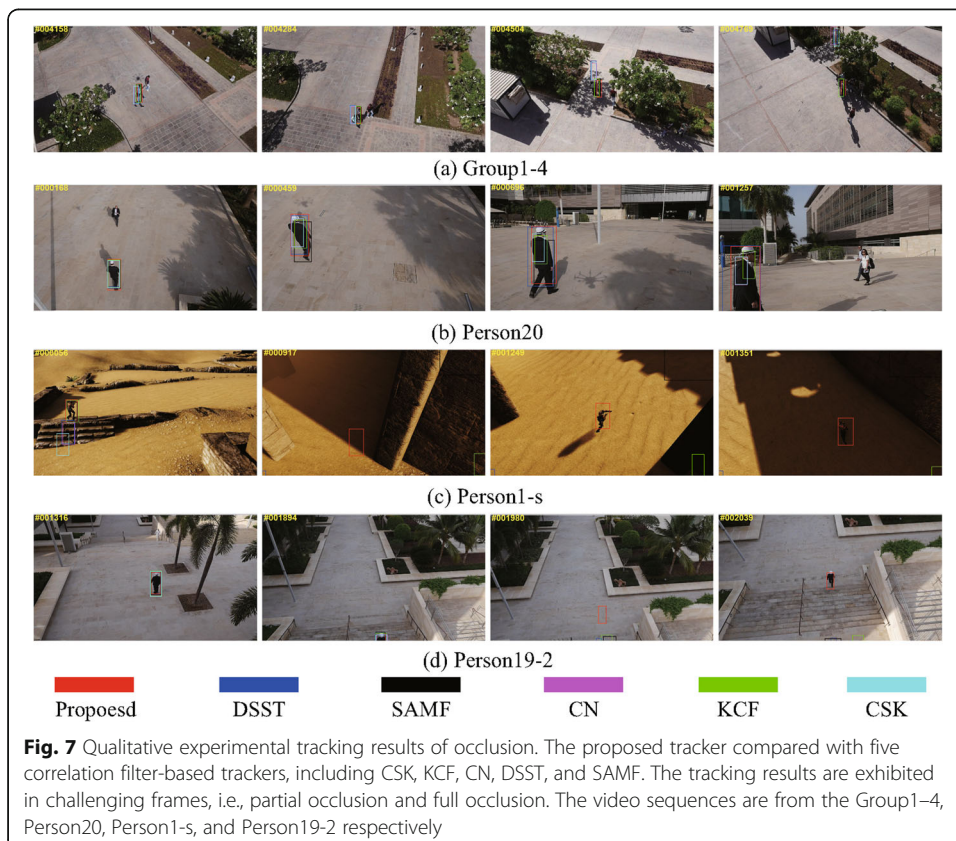 #004158 #004284 #004504 #004768
(a) Group1-4
#000168 #000459 #000696 #001257
(b) Person20
#000056 #000917 #001249 #001351
(c) Person1-s
#001316 #001894 #001980 #002039
(d) Person19-2
Propoesd DSST SAMF CN KCF CSK
Fig. 7 Qualitative experimental tracking results of occlusion. The proposed tracker compared with five
correlation filter-based trackers, including CSK, KCF, CN, DSST, and SAMF. The tracking results are exhibited
in challenging frames, i.e., partial occlusion and full occlusion. The video sequences are from the Group1–4,
Person20, Person1-s, and Person19-2 respectively